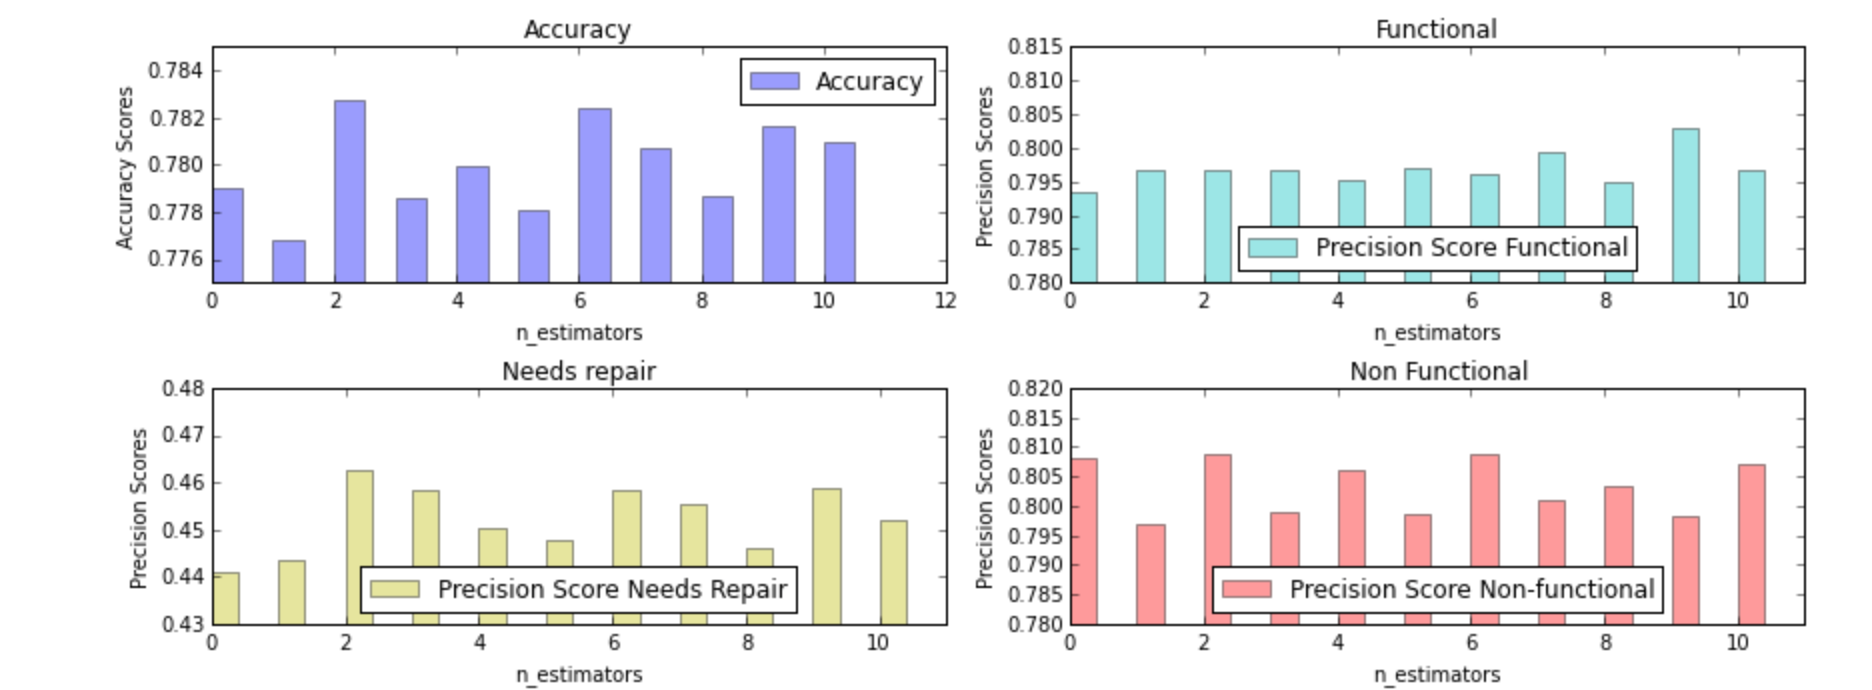 Accuracy
Accuracy Scores
0.784
0.782
0.780
0.778
0.776
Accuracy
0 2 4 6 8 10 12
n_estimators
Functional
Precision Scores
0.815
0.810
0.805
0.800
0.795
0.790
0.785
0.780
Precision Score Functional
0 2 4 6 8 10
n_estimators
Needs repair
Precision Scores
0.48
0.47
0.46
0.45
0.44
0.43
Precision Score Needs Repair
0 2 4 6 8 10
n_estimators
Non Functional
Precision Scores
0.820
0.815
0.810
0.805
0.800
0.795
0.790
0.785
0.780
Precision Score Non-functional
0 2 4 6 8 10
n_estimators